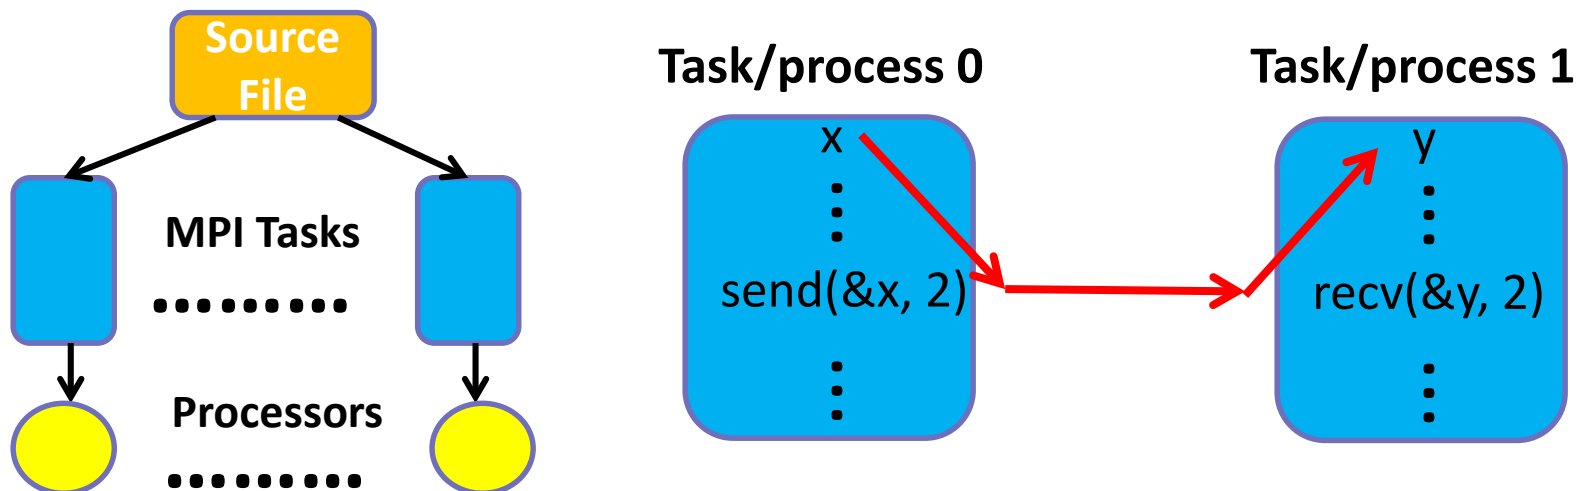 Source
File
MPI Tasks
Processors
Task/process 0
x
send(&x, 2)
Task/process 1
y
recv(&y, 2)